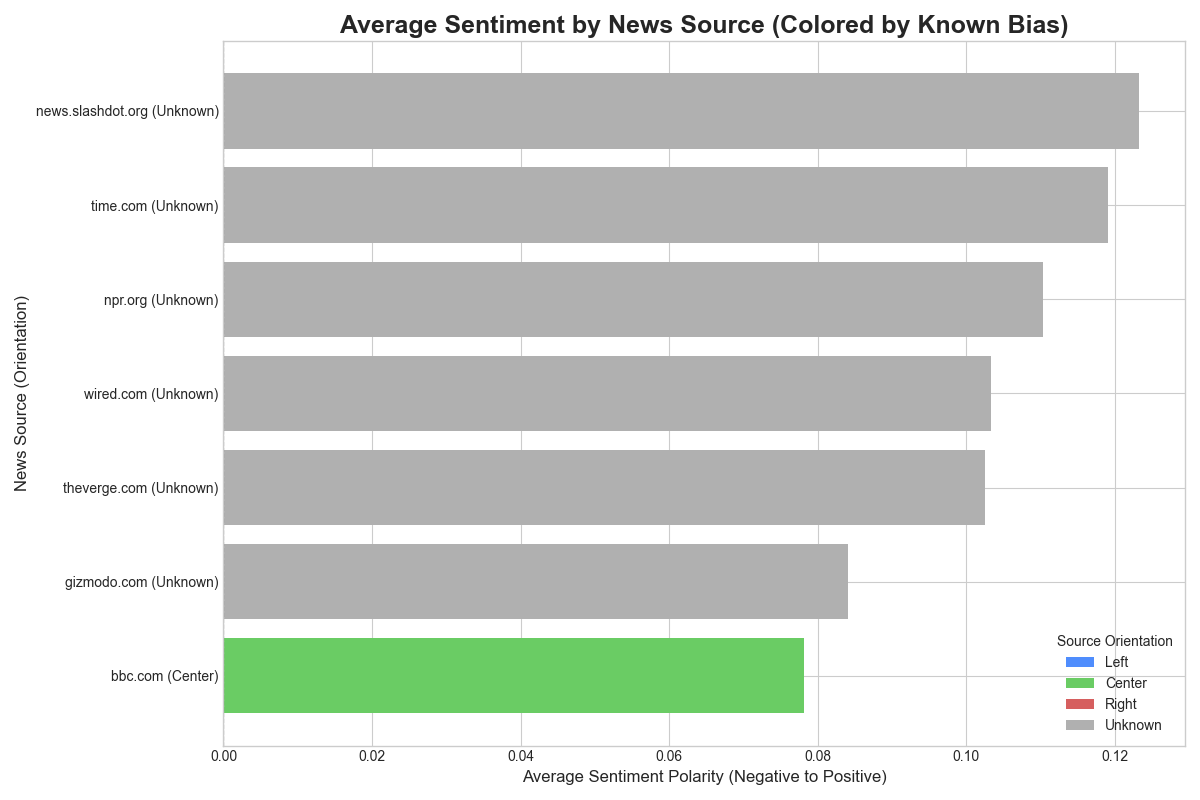 Average Sentiment by News Source (Colored by Known Bias)
News Source (Orientation)
news.slashdot.org (Unknown)
time.com (Unknown)
npr.org (Unknown)
wired.com (Unknown)
theverge.com (Unknown)
gizmodo.com (Unknown)
bbc.com (Center)
Source Orientation
Left
Center
Right
Unknown
0.00 0.02 0.04 0.06 0.08 0.10 0.12
Average Sentiment Polarity (Negative to Positive)